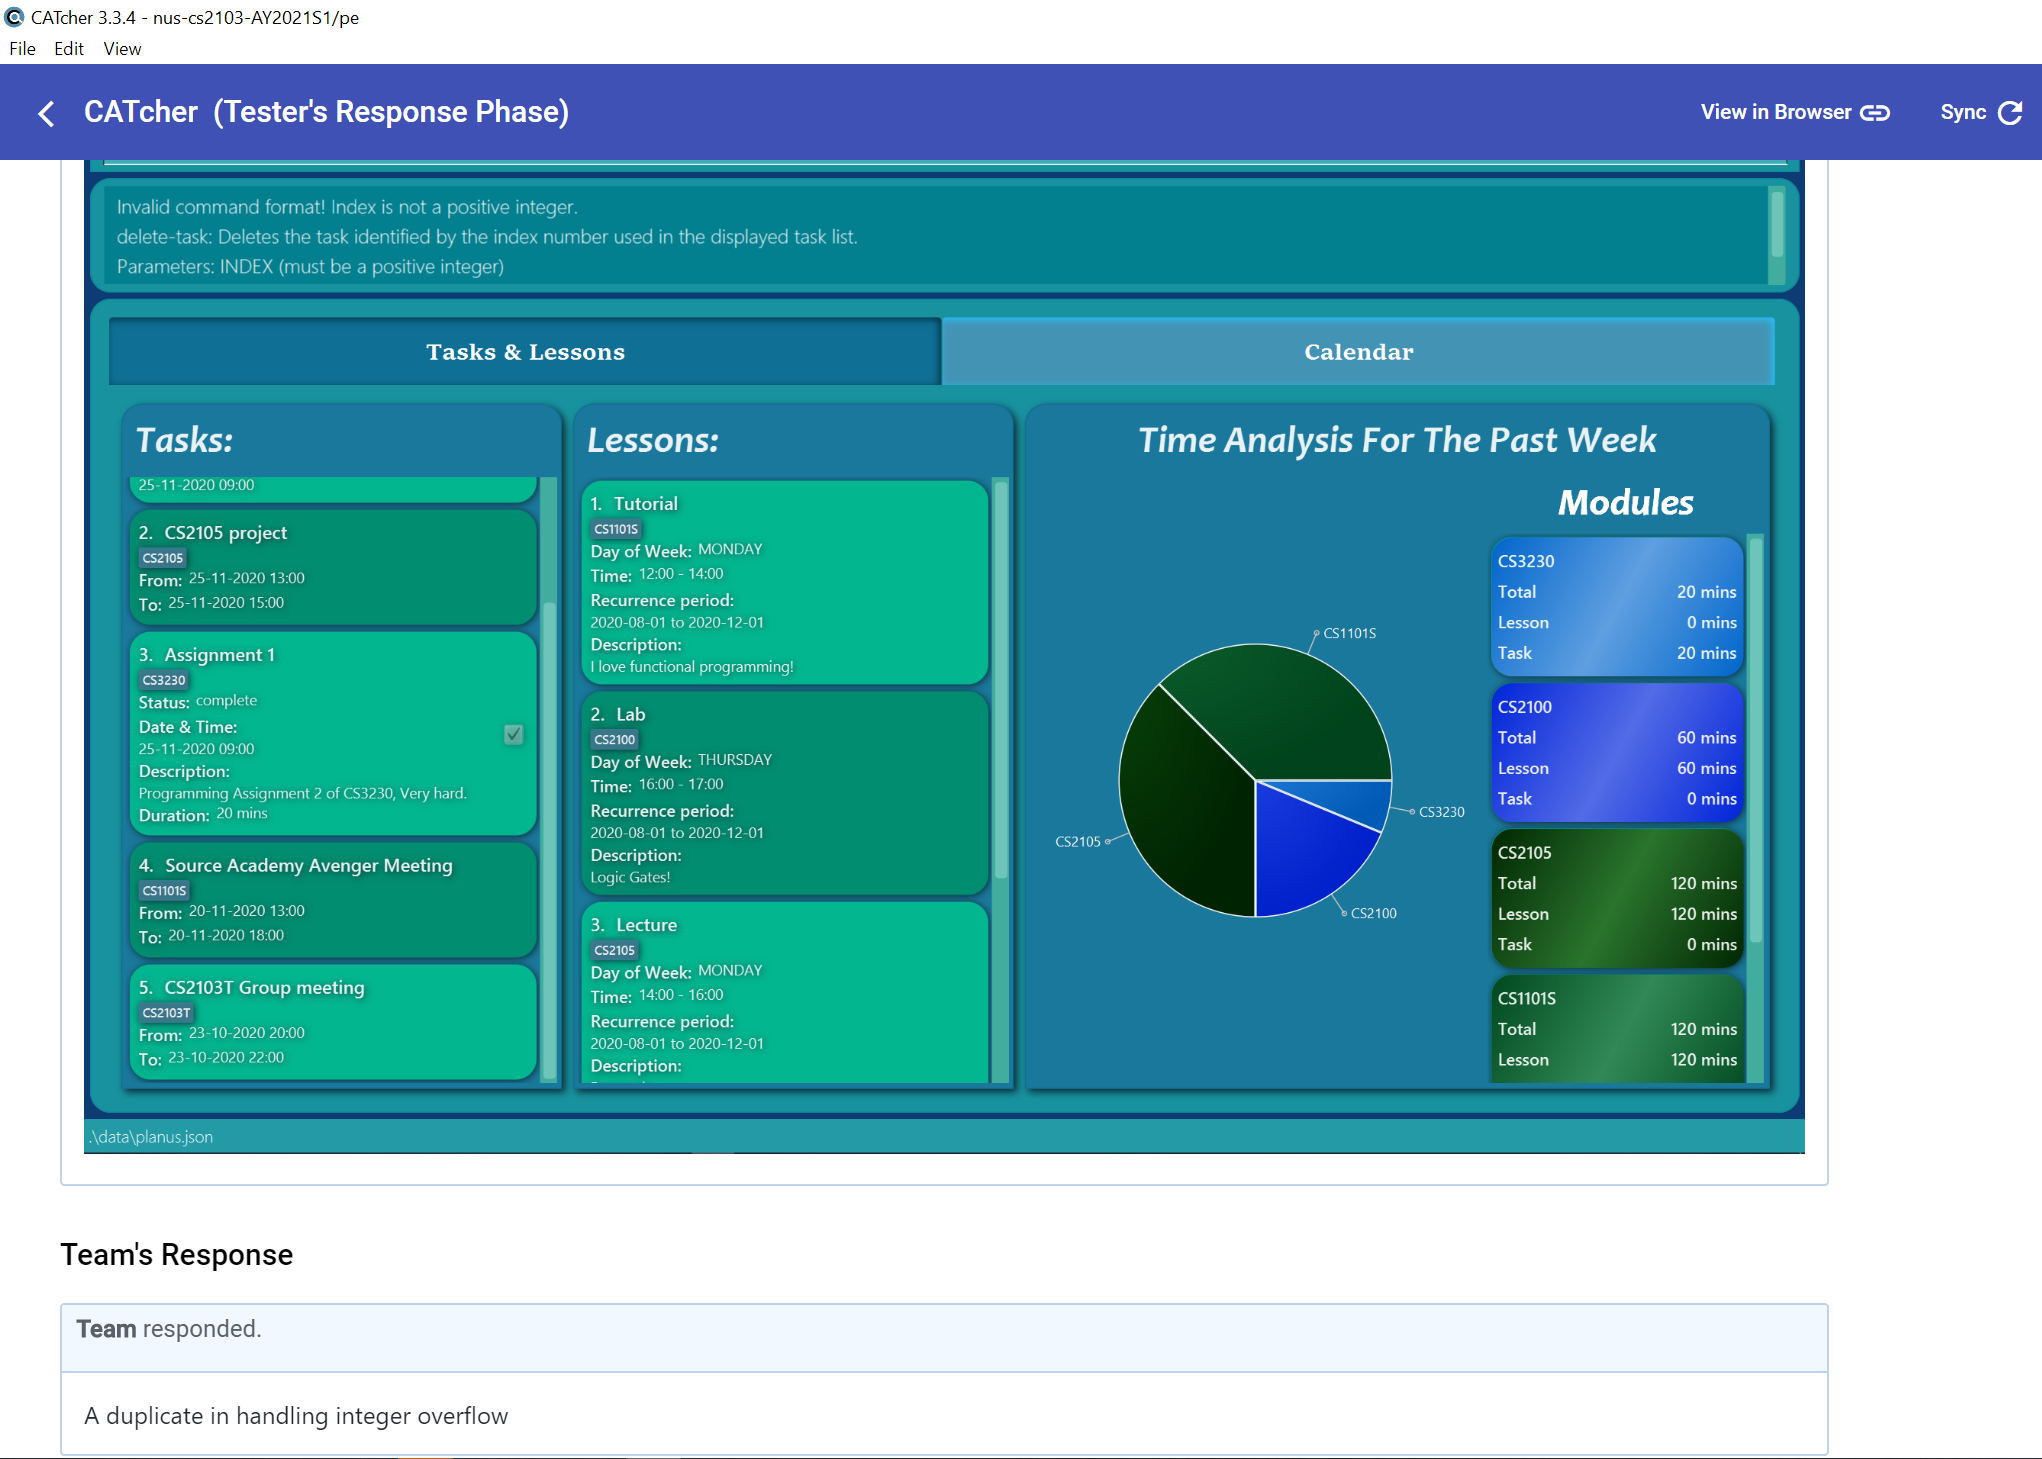 CATcher 3.3.4 - nus-cs2103-AY2021S1/pe
File Edit View
CATcher (Tester's Response Phase)
View in Browser
Sync
Invalid command format! Index is not a positive integer.
delete-task: Deletes the task identified by the index number used in the displayed task list.
Parameters: INDEX (must be a positive integer)
Tasks & Lessons
Calendar
Tasks:
25-11-2020 09:00
2. CS2105 project
CS2105
From: 25-11-2020 13:00
To: 25-11-2020 15:00
3. Assignment 1
CS3230
Status: complete
Date & Time:
25-11-2020 09:00
Description:
Programming Assignment 2 of CS3230, Very hard.
Duration: 20 mins
4. Source Academy Avenger Meeting
CS1101S
From: 20-11-2020 13:00
To: 20-11-2020 18:00
5. CS2103T Group meeting
CS2103T
From: 23-10-2020 20:00
To: 23-10-2020 22:00
Lessons:
1. Tutorial
CS1101S
Day of Week: MONDAY
Time: 12:00 - 14:00
Recurrence period:
2020-08-01 to 2020-12-01
Description:
I love functional programming!
2. Lab
CS2100
Day of Week: THURSDAY
Time: 16:00 - 17:00
Recurrence period:
2020-08-01 to 2020-12-01
Description:
Logic Gates!
3. Lecture
CS2105
Day of Week: MONDAY
Time: 14:00 - 16:00
Recurrence period:
2020-08-01 to 2020-12-01
Description:
Time Analysis For The Past Week
CS1101S
CS3230
CS2105
CS2100
Modules
CS3230
Total 20 mins
Lesson 0 mins
Task 20 mins
CS2100
Total 60 mins
Lesson 60 mins
Task 0 mins
CS2105
Total 120 mins
Lesson 120 mins
Task 0 mins
CS1101S
Total 120 mins
Lesson 120 mins
.\data\planus.json
Team's Response
Team responded.
A duplicate in handling integer overflow